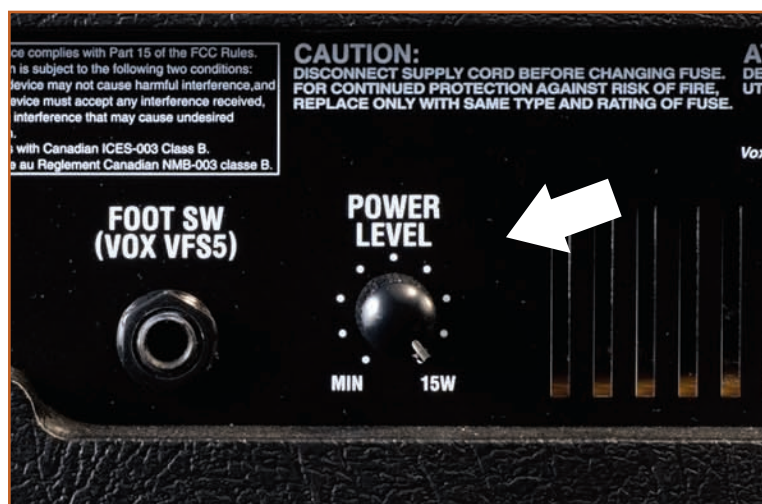 ce complies with Part 15 of the FCC Rules.
n is subject to the following two conditions:
device may not cause harmful interference,and
evice must accept any interference received,
interference that may cause undesired
n.
s with Canadian ICES-003 Class B.
e au Reglement Canadian NMB-003 classe B.
CAUTION:
DISCONNECT SUPPLY CORD BEFORE CHANGING FUSE.
FOR CONTINUED PROTECTION AGAINST RISK OF FIRE,
REPLACE ONLY WITH SAME TYPE AND RATING OF FUSE.
AT
DE
UT
Vox
FOOT SW
(VOX VFS5)
POWER
LEVEL
MIN 15W